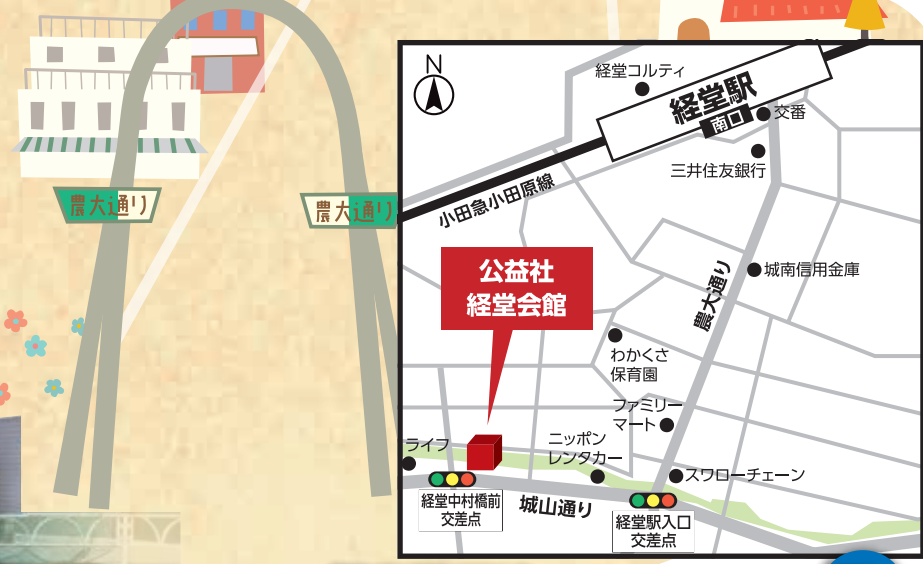 農大通り
農大通り
N
経堂コルティ
経堂駅
南口
交番
三井住友銀行
小田急小田原線
公益社
経堂会館
城南信用金庫
農大通り
わかくさ
保育園
ファミリー
マート
ライフ
ニッポン
レンタカー
スワローチェーン
経堂中村橋前
交差点
城山通り
経堂駅入口
交差点